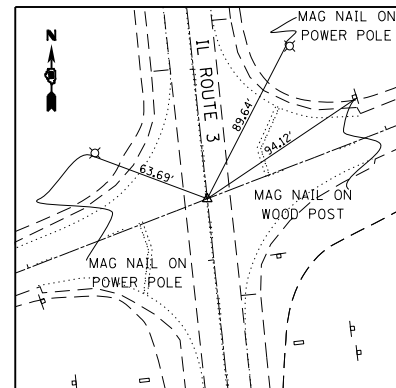 MAG NAIL ON
POWER POLE
N
IL ROUTE 3
89.64'
94.12'
63.69'
MAG NAIL ON
WOOD POST
MAG NAIL ON
POWER POLE